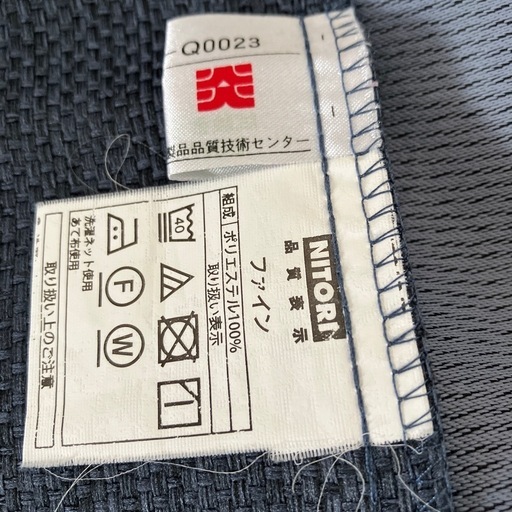 -Q0023
炎
製品品質技術センター
NITORI
品質表示
ファイン
組成 ポリエステル100%
取り扱い表示
40
F
W
洗濯ネット使用
あて布使用
取り扱い上のご注意